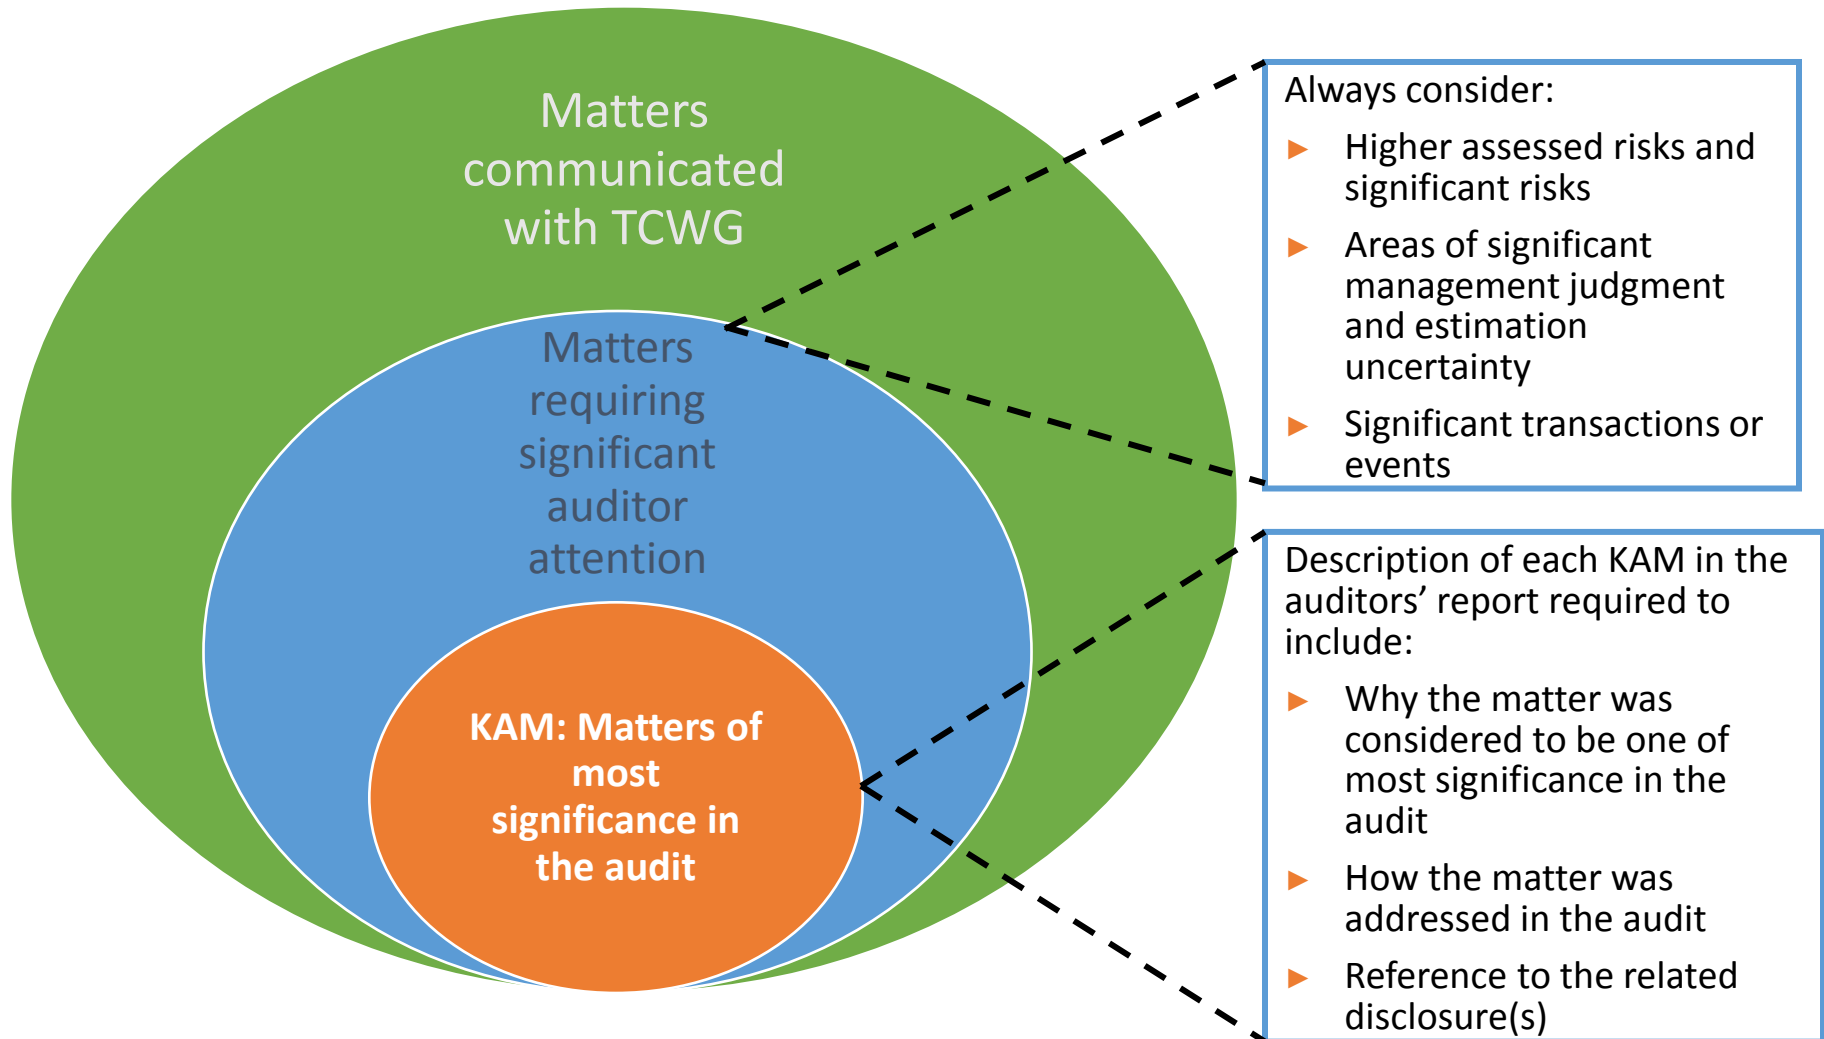 Matters
communicated
with TCWG
Matters
requiring
significant
auditor
attention
KAM: Matters of
most
significance in
the audit
Always consider:
► Higher assessed risks and
significant risks
► Areas of significant
management judgment
and estimation
uncertainty
► Significant transactions or
events
Description of each KAM in the
auditors’ report required to
include:
► Why the matter was
considered to be one of
most significance in the
audit
► How the matter was
addressed in the audit
► Reference to the related
disclosure(s)